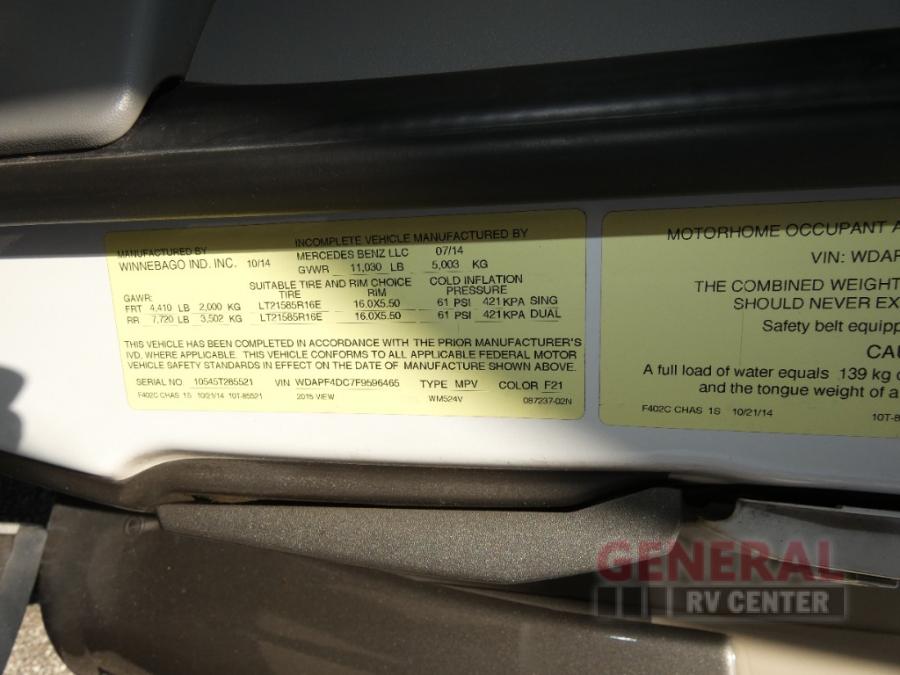 INCOMPLETE VEHICLE MANUFACTURED BY
MANUFACTURED BY
WINNEBAGO IND. INC. 10/14 MERCEDES BENZ LLC 07/14
GVWR 11,030 LB 5,003 KG
SUITABLE TIRE AND RIM CHOICE COLD INFLATION
GAWR: TIRE RIM PRESSURE
FRT 4,410 LB 2,000 KG LT21585R16E 16.0X5.50 61 PSI 421 KPA SING
RR 7,720 LB 3,502 KG LT21585R16E 16.0X5.50 61 PSI 421 KPA DUAL
THIS VEHICLE HAS BEEN COMPLETED IN ACCORDANCE WITH THE PRIOR MANUFACTURER'S
IVD, WHERE APPLICABLE. THIS VEHICLE CONFORMS TO ALL APPLICABLE FEDERAL MOTOR
VEHICLE SAFETY STANDARDS IN EFFECT ON THE DATE OF MANUFACTURE SHOWN ABOVE.
SERIAL NO. 10545T285521 VIN WDAPF4DC7F9596465 TYPE MPV COLOR F21
F402C CHAS 1S 10/21/14 10T-85521 2015 VIEW WM524V 087237-02N
MOTORHOME OCCUPANT A
VIN: WDAP
THE COMBINED WEIGHT
SHOULD NEVER EX
Safety belt equipp
CAU
A full load of water equals 139 kg o
and the tongue weight of a
F402C CHAS 1S 10/21/14 10T-8
GENERAL
RV CENTER